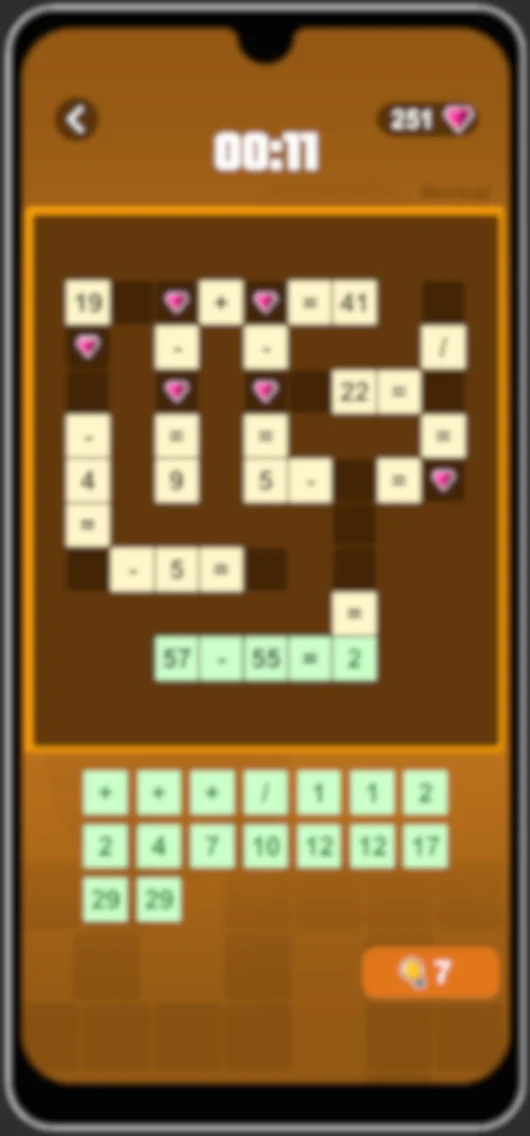 251
00:11
Normal
19 + = 41
- - /
22 =
- = = =
4 9 5 - =
=
- 5 =
=
57 - 55 = 2
+ + + / 1 1 2
2 4 7 10 12 12 17
29 29
7